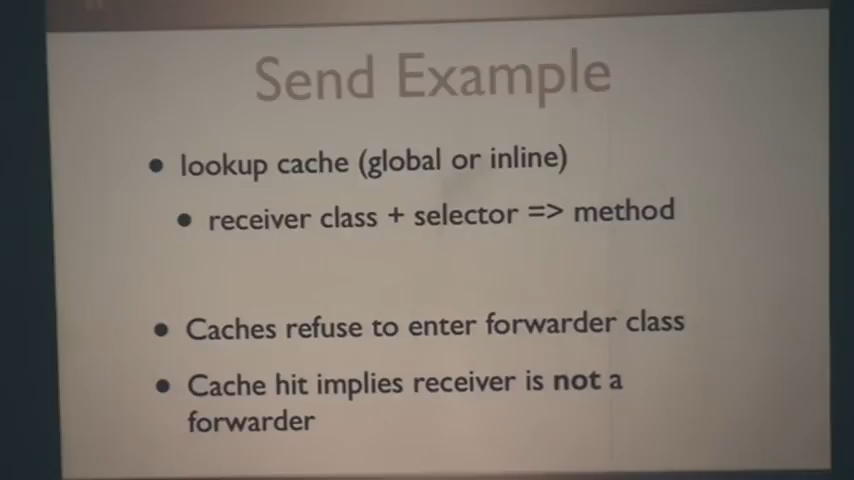 Send Example
• lookup cache (global or inline)
• receiver class + selector => method
• Caches refuse to enter forwarder class
• Cache hit implies receiver is not a
forwarder